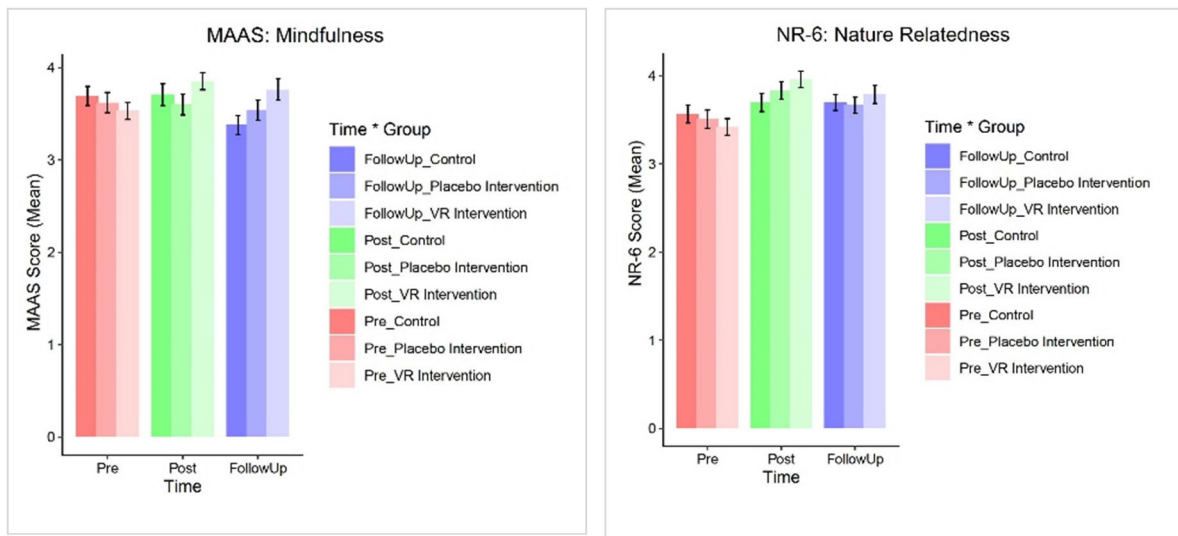 MAAS: Mindfulness
MAAS Score (Mean)
4
3
2
1
0
Pre
Post
FollowUp
Time
Time * Group
FollowUp_Control
FollowUp_Placebo Intervention
FollowUp_VR Intervention
Post_Control
Post_Placebo Intervention
Post_VR Intervention
Pre_Control
Pre_Placebo Intervention
Pre_VR Intervention
NR-6: Nature Relatedness
NR-6 Score (Mean)
4
3
2
1
0
Pre
Post
FollowUp
Time
Time * Group
FollowUp_Control
FollowUp_Placebo Intervention
FollowUp_VR Intervention
Post_Control
Post_Placebo Intervention
Post_VR Intervention
Pre_Control
Pre_Placebo Intervention
Pre_VR Intervention